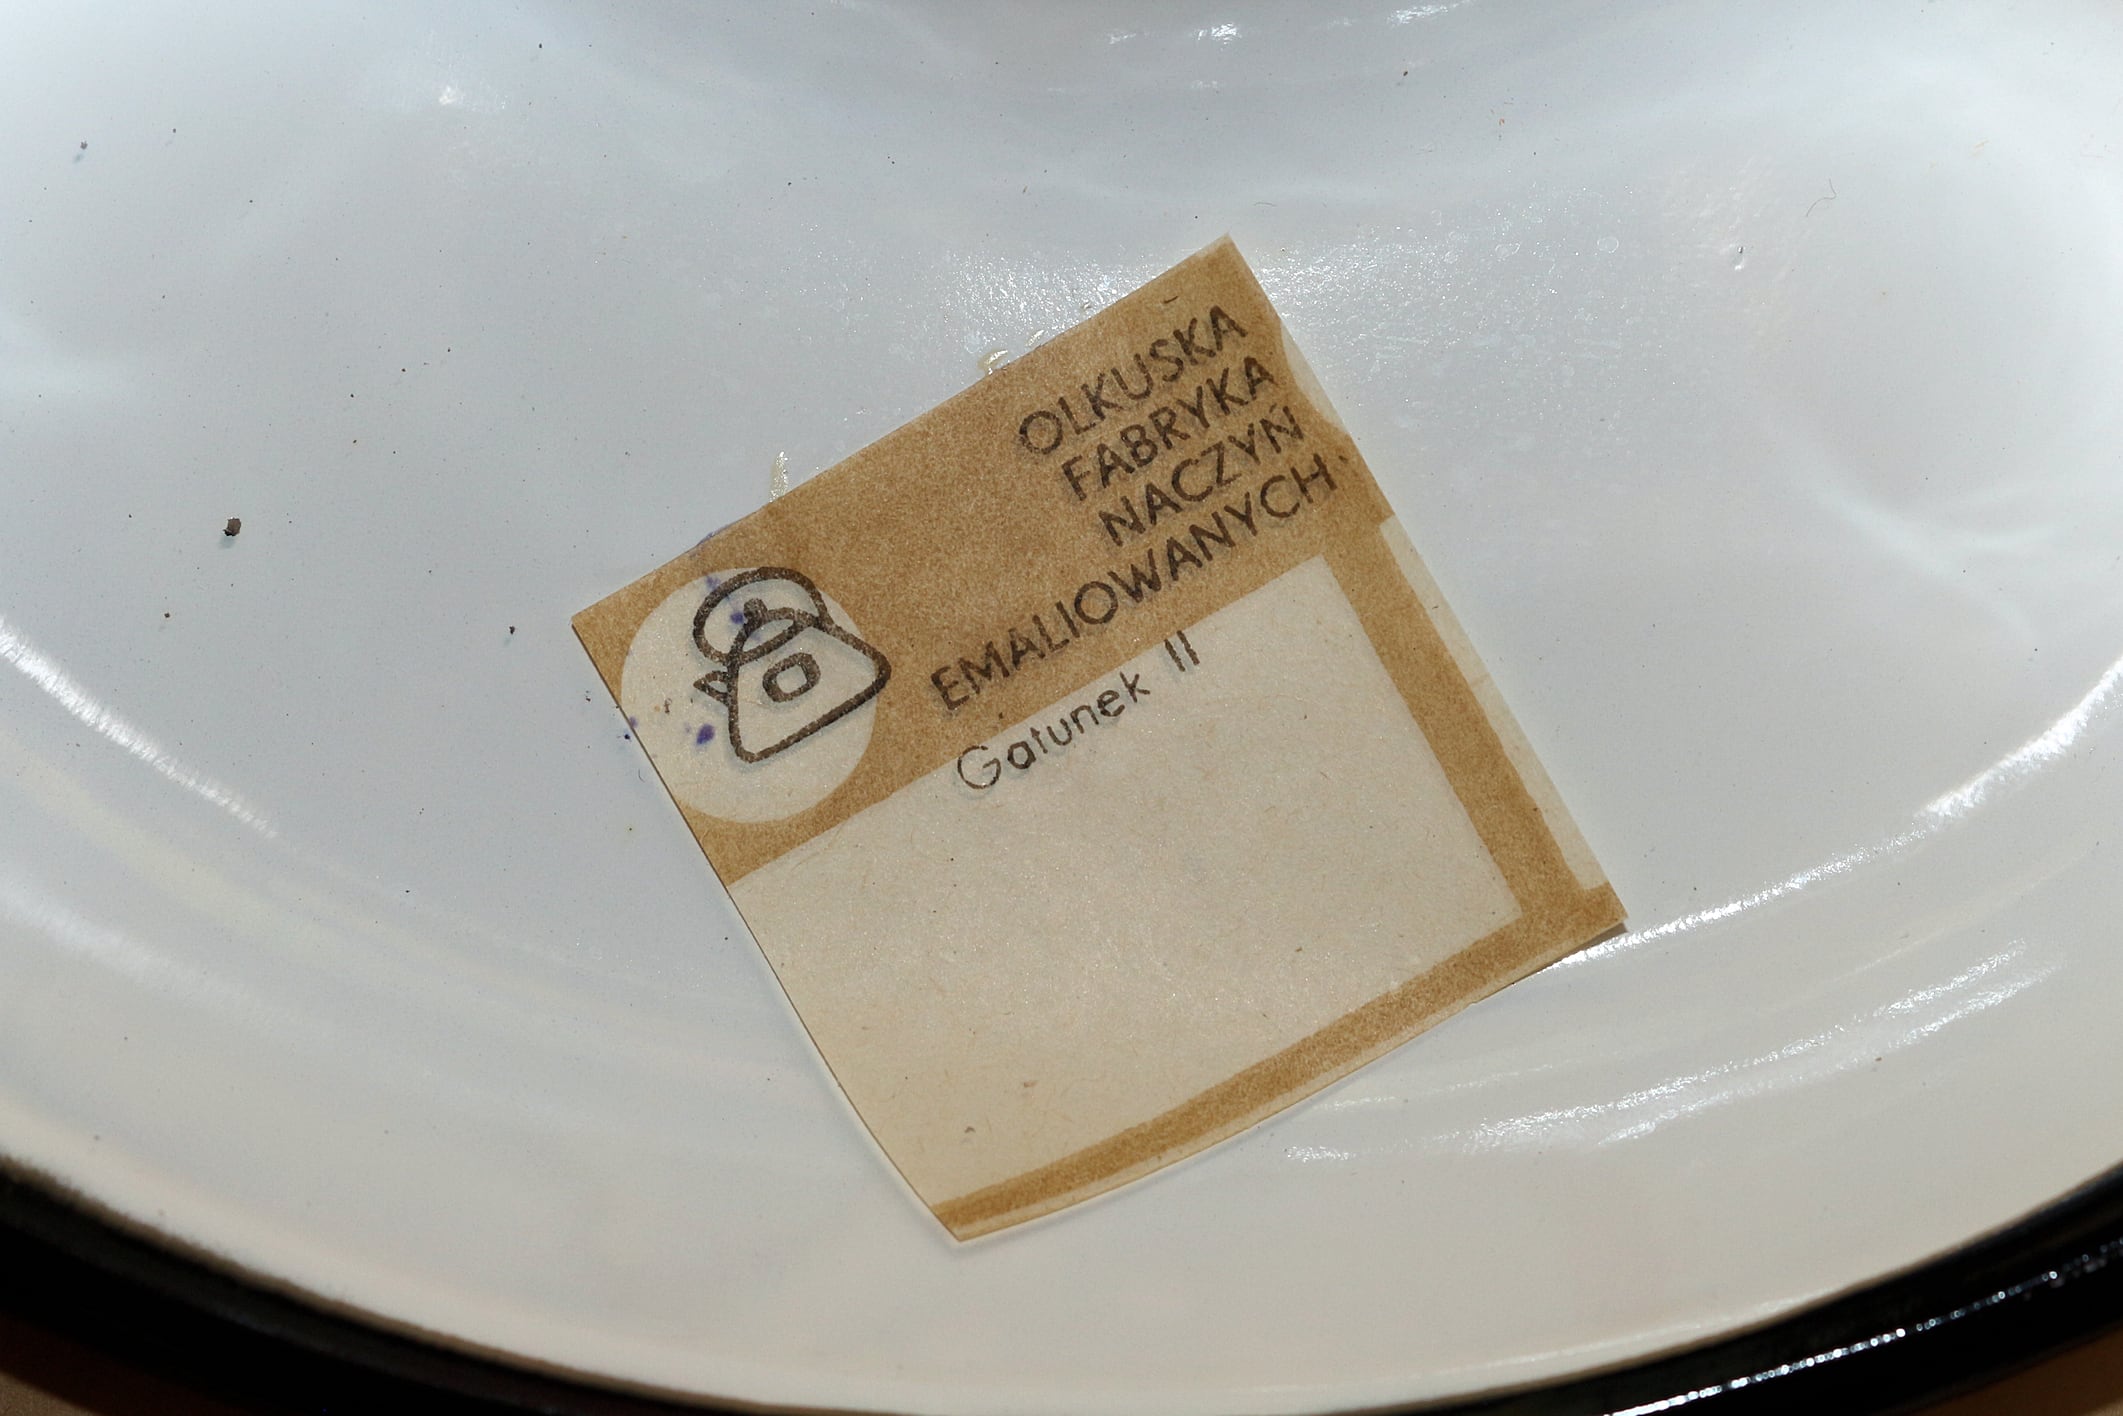 OLKUSKA
FABRYKA
NACZYŃ
EMALIOWANYCH
Gatunek II